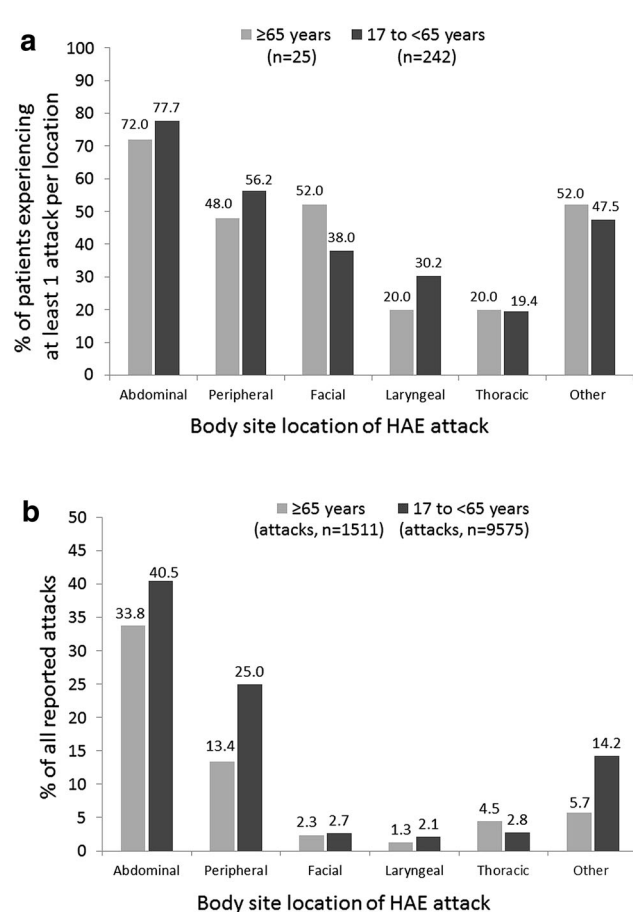 a
≥65 years 17 to <65 years
(n=25) (n=242)
% of patients experiencing
at least 1 attack per location
100
90
80
70
60
50
40
30
20
10
0
72.0 77.7
48.0 56.2
52.0 38.0
20.0 30.2
20.0 19.4
52.0 47.5
Abdominal Peripheral Facial Laryngeal Thoracic Other
Body site location of HAE attack
b
≥65 years 17 to <65 years
(attacks, n=1511) (attacks, n=9575)
% of all reported attacks
50
45
40
35
30
25
20
15
10
5
0
33.8 40.5
13.4 25.0
2.3 2.7
1.3 2.1
4.5 2.8
5.7 14.2
Abdominal Peripheral Facial Laryngeal Thoracic Other
Body site location of HAE attack